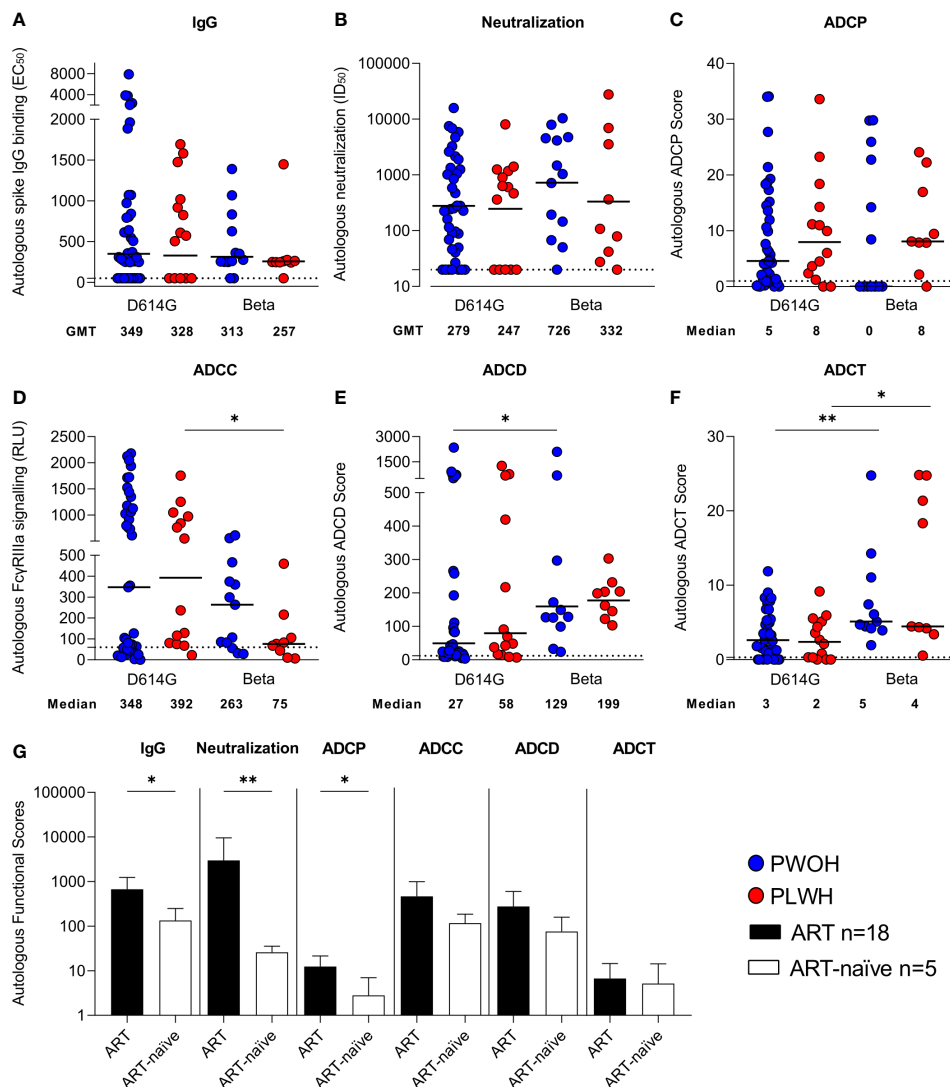 A
IgG
Autologous spike IgG binding (EC50)
8000
4000
2000
1500
1000
500
0
D614G
Beta
GMT 349 328 313 257
B
Neutralization
Autologous neutralization (ID50)
100000
10000
1000
100
10
D614G
Beta
GMT 279 247 726 332
C
ADCP
Autologous ADCP Score
40
30
20
10
0
D614G
Beta
Median 5 8 0 8
D
ADCC
*
Autologous FcγRIIIa signalling (RLU)
2500
2000
1500
1000
500
400
300
200
100
0
D614G
Beta
Median 348 392 263 75
E
ADCD
*
Autologous ADCD Score
3000
500
400
300
200
100
0
D614G
Beta
Median 27 58 129 199
F
ADCT
*
**
Autologous ADCT Score
30
20
10
0
D614G
Beta
Median 3 2 5 4
G
IgG Neutralization ADCP ADCC ADCD ADCT
* ** *
Autologous Functional Scores
100000
10000
1000
100
10
1
ART ART-naïve ART ART-naïve ART ART-naïve ART ART-naïve ART ART-naïve ART ART-naïve
PWOH
PLWH
ART n=18
ART-naïve n=5